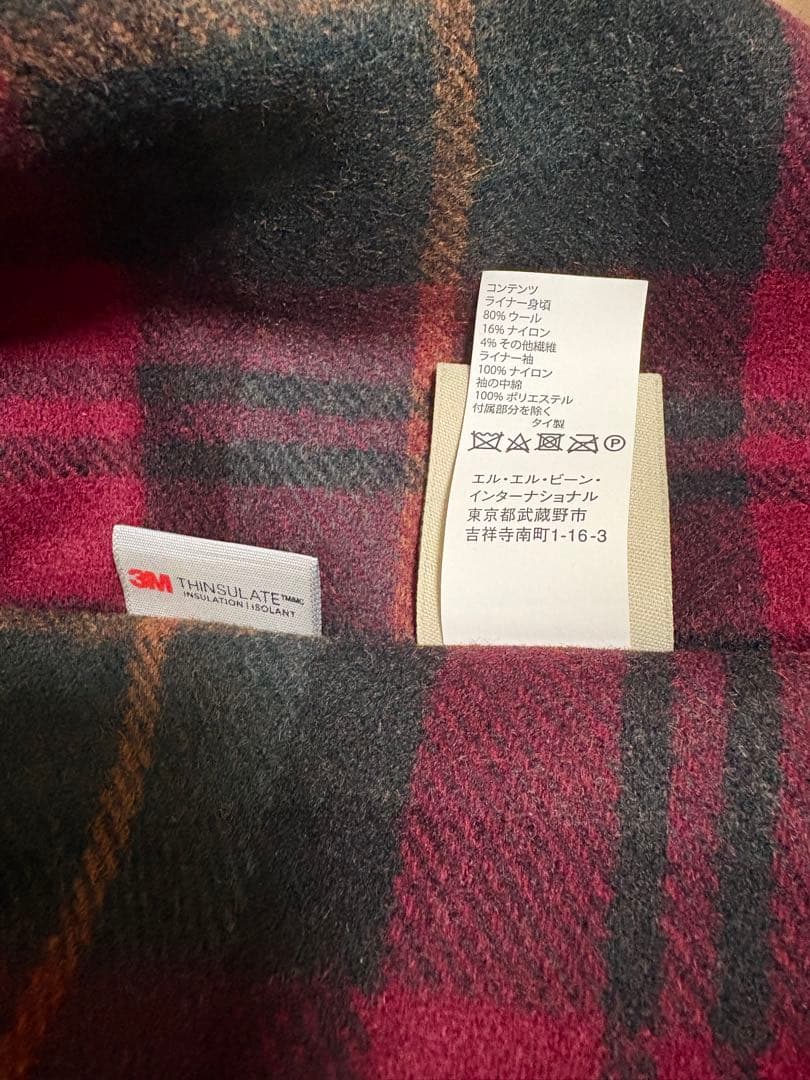 コンテンツ
ライナー身頃
80% ウール
16% ナイロン
4% その他繊維
ライナー袖
100% ナイロン
袖の中綿
100% ポリエステル
付属部分を除く
タイ製
P
エル・エル・ビーン・
インターナショナル
東京都武蔵野市
吉祥寺南町1-16-3
3M THINSULATE TM/MC
INSULATION | ISOLANT